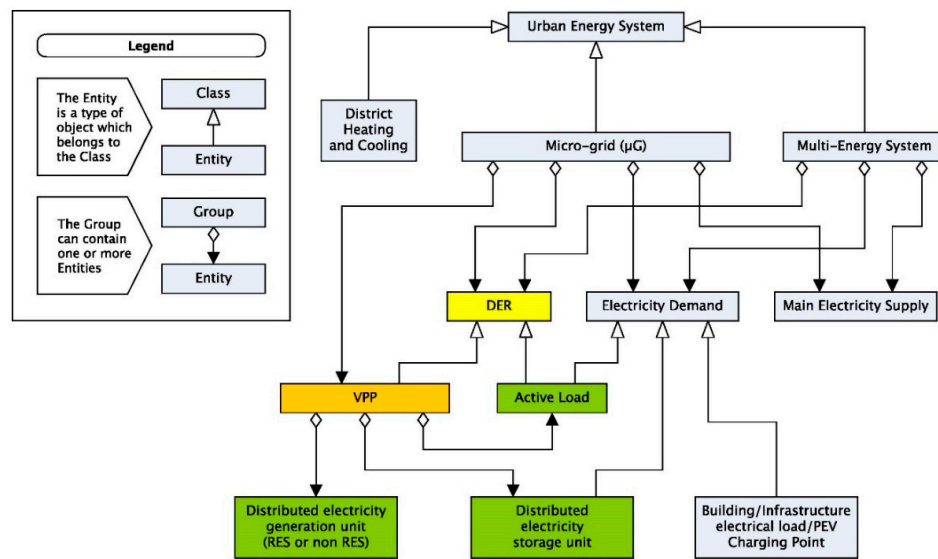 Legend
The Entity
is a type of
object which
belongs to
the Class
Class
Entity
The Group
can contain
one or more
Entities
Group
Entity
Urban Energy System
District
Heating
and Cooling
Micro-grid (µG)
Multi-Energy System
DER
Electricity Demand
Main Electricity Supply
VPP
Active Load
Distributed electricity
generation unit
(RES or non RES)
Distributed
electricity
storage unit
Building/Infrastructure
electrical load/PEV
Charging Point